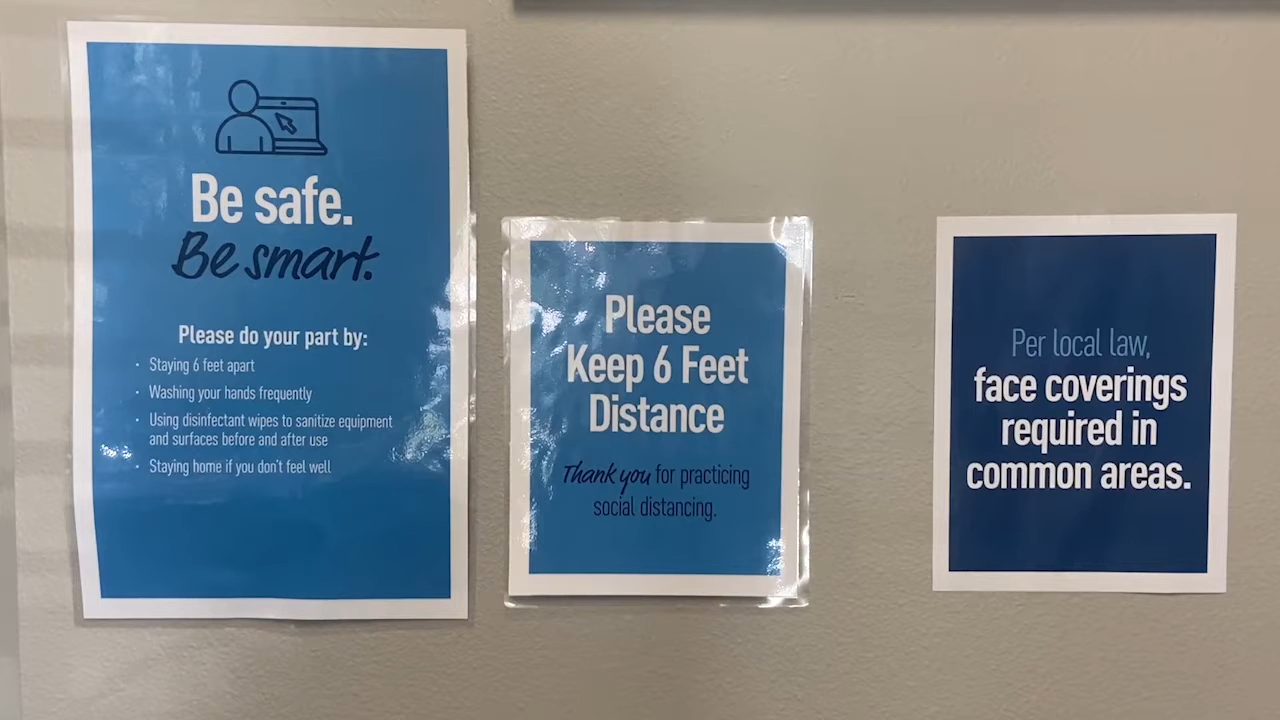 Be safe.
Be smart.
Please do your part by:
· Staying 6 feet apart
· Washing your hands frequently
· Using disinfectant wipes to sanitize equipment
and surfaces before and after use
· Staying home if you don't feel well
Please
Keep 6 Feet
Distance
Thank you for practicing
social distancing.
Per local law,
face coverings
required in
common areas.